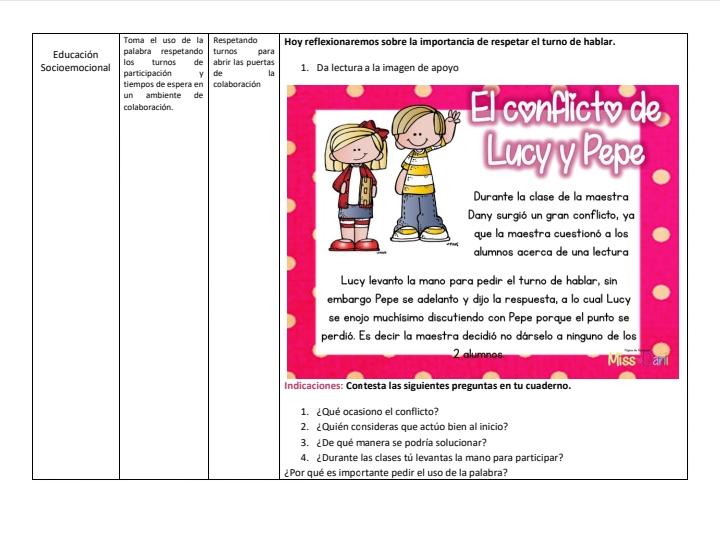 Educación
Socioemocional
Toma el uso de la
palabra respetando
los turnos de
participación y
tiempos de espera en
un ambiente de
colaboración.
Respetando
turnos para
abrir las puertas
de la
colaboración
Hoy reflexionaremos sobre la importancia de respetar el turno de hablar.
1. Da lectura a la imagen de apoyo
El conflicto de
Lucy y Pepe
Durante la clase de la maestra
Dany surgió un gran conflicto, ya
que la maestra cuestionó a los
alumnos acerca de una lectura
Lucy levanto la mano para pedir el turno de hablar, sin
embargo Pepe se adelanto y dijo la respuesta, a lo cual Lucy
se enojo muchísimo discutiendo con Pepe porque el punto se
perdió. Es decir la maestra decidió no dárselo a ninguno de los
2 alumnos.
Miss Dani
Indicaciones: Contesta las siguientes preguntas en tu cuaderno.
1. ¿Qué ocasiono el conflicto?
2. ¿Quién consideras que actúo bien al inicio?
3. ¿De qué manera se podría solucionar?
4. ¿Durante las clases tú levantas la mano para participar?
¿Por qué es importante pedir el uso de la palabra?